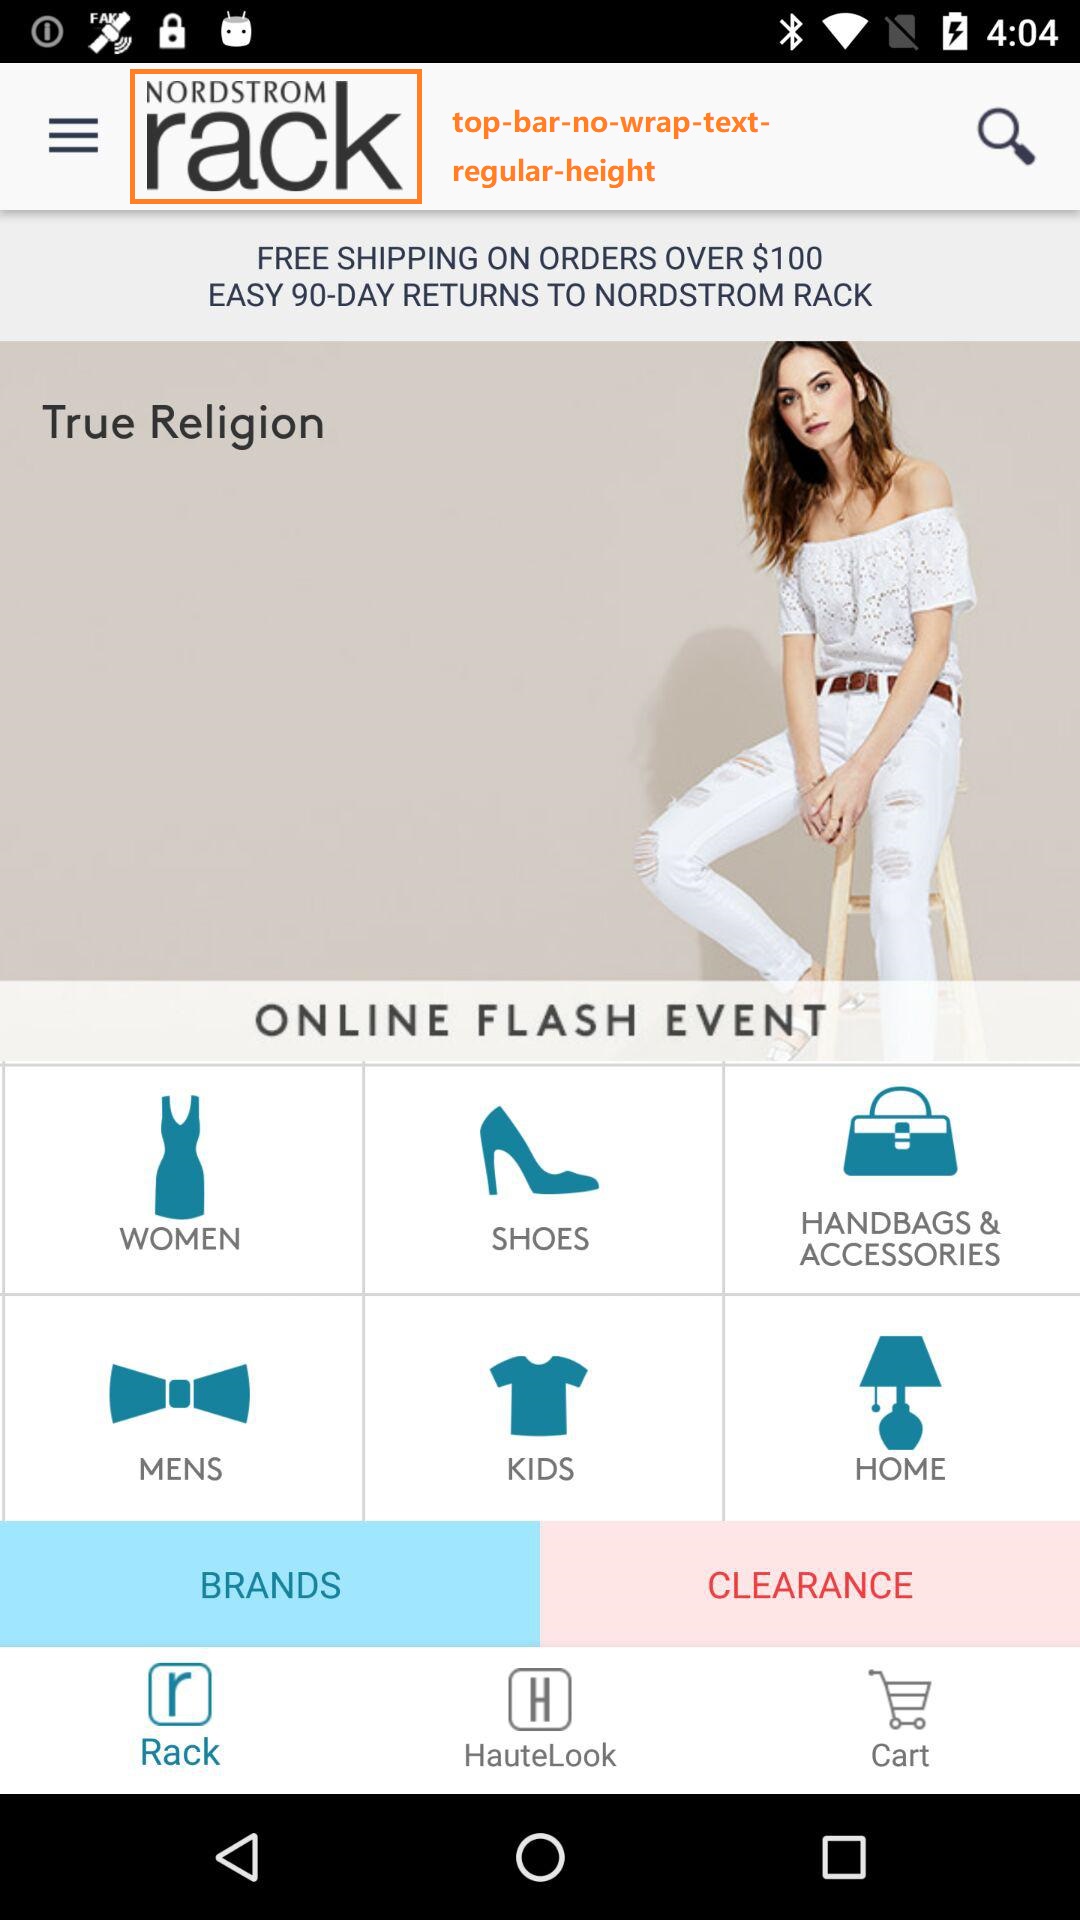 FAKE
4:04
NORDSTROM
rack
top-bar-no-wrap-text-
regular-height
FREE SHIPPING ON ORDERS OVER $100
EASY 90-DAY RETURNS TO NORDSTROM RACK
True Religion
ONLINE FLASH EVENT
WOMEN
SHOES
HANDBAGS &
ACCESSORIES
MENS
KIDS
HOME
BRANDS
CLEARANCE
r
H
Rack
HauteLook
Cart